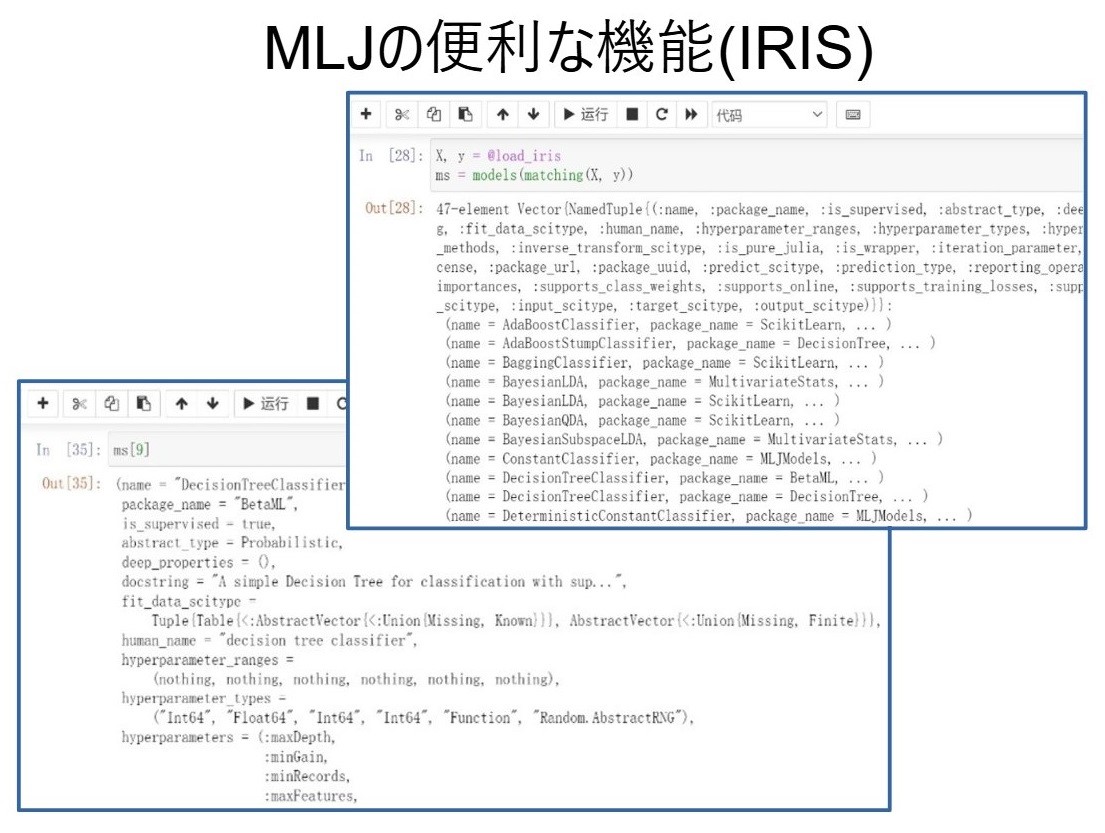 MLJの便利な機能(IRIS)
运行 代码
In [28]: X, y = @load_iris
ms = models(matching(X, y))
Out[28]: 47-element Vector{NamedTuple{(:name, :package_name, :is_supervised, :abstract_type, :dee
g, :fit_data_scitype, :human_name, :hyperparameter_ranges, :hyperparameter_types, :hyper
_methods, :inverse_transform_scitype, :is_pure_julia, :is_wrapper, :iteration_parameter,
cense, :package_url, :package_uuid, :predict_scitype, :prediction_type, :reporting_opera
importances, :supports_class_weights, :supports_online, :supports_training_losses, :supp
_scitype, :input_scitype, :target_scitype, :output_scitype)}}:
(name = AdaBoostClassifier, package_name = ScikitLearn, ... )
(name = AdaBoostStumpClassifier, package_name = DecisionTree, ... )
(name = BaggingClassifier, package_name = ScikitLearn, ... )
(name = BayesianLDA, package_name = MultivariateStats, ... )
(name = BayesianLDA, package_name = ScikitLearn, ... )
(name = BayesianQDA, package_name = ScikitLearn, ... )
(name = BayesianSubspaceLDA, package_name = MultivariateStats, ... )
(name = ConstantClassifier, package_name = MLJModels, ... )
(name = DecisionTreeClassifier, package_name = BetaML, ... )
(name = DecisionTreeClassifier, package_name = DecisionTree, ... )
(name = DeterministicConstantClassifier, package_name = MLJModels, ... )
运行
In [35]: ms[9]
Out[35]: (name = "DecisionTreeClassifier
package_name = "BetaML",
is_supervised = true,
abstract_type = Probabilistic,
deep_properties = (),
docstring = "A simple Decision Tree for classification with sup...",
fit_data_scitype =
Tuple{Table{<:AbstractVector{<:Union{Missing, Known}}}, AbstractVector{<:Union{Missing, Finite}}},
human_name = "decision tree classifier",
hyperparameter_ranges =
(nothing, nothing, nothing, nothing, nothing, nothing),
hyperparameter_types =
("Int64", "Float64", "Int64", "Int64", "Function", "Random.AbstractRNG"),
hyperparameters = (:maxDepth,
:minGain,
:minRecords,
:maxFeatures,